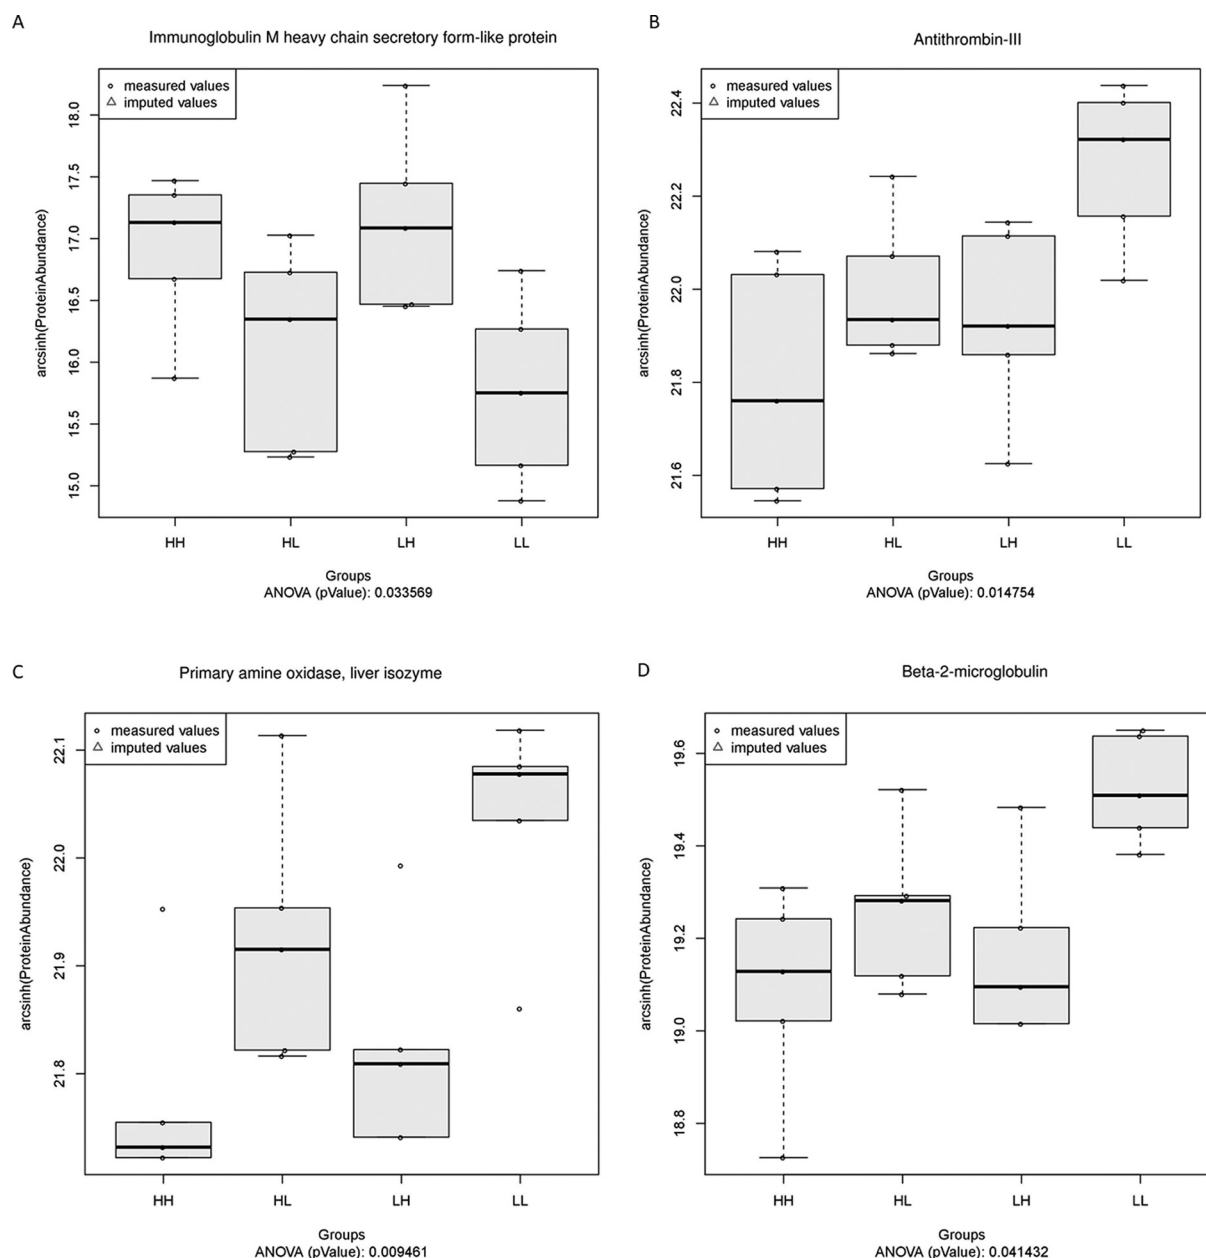 A
Immunoglobulin M heavy chain secretory form-like protein
measured values
imputed values
arcsinh(ProteinAbundance)
18.0
17.5
17.0
16.5
16.0
15.5
15.0
HH HL LH LL
Groups
ANOVA (pValue): 0.033569
B
Antithrombin-III
measured values
imputed values
arcsinh(ProteinAbundance)
22.4
22.2
22.0
21.8
21.6
HH HL LH LL
Groups
ANOVA (pValue): 0.014754
C
Primary amine oxidase, liver isozyme
measured values
imputed values
arcsinh(ProteinAbundance)
22.1
22.0
21.9
21.8
HH HL LH LL
Groups
ANOVA (pValue): 0.009461
D
Beta-2-microglobulin
measured values
imputed values
arcsinh(ProteinAbundance)
19.6
19.4
19.2
19.0
18.8
HH HL LH LL
Groups
ANOVA (pValue): 0.041432